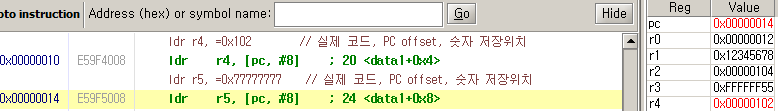 oto instruction Address (hex) or symbol name: Go Hide
ldr r4, =0x102 // 실제 코드, PC offset, 숫자 저장위치
0x00000010 E59F4008 ldr r4, [pc, #8] ; 20 <data1+0x4>
ldr r5, =0x77777777 // 실제 코드, PC offset, 숫자 저장위치
0x00000014 E59F5008 ldr r5, [pc, #8] ; 24 <data1+0x8>
Reg Value
pc 0x00000014
r0 0x00000012
r1 0x12345678
r2 0x00000104
r3 0xFFFFFF55
r4 0x00000102